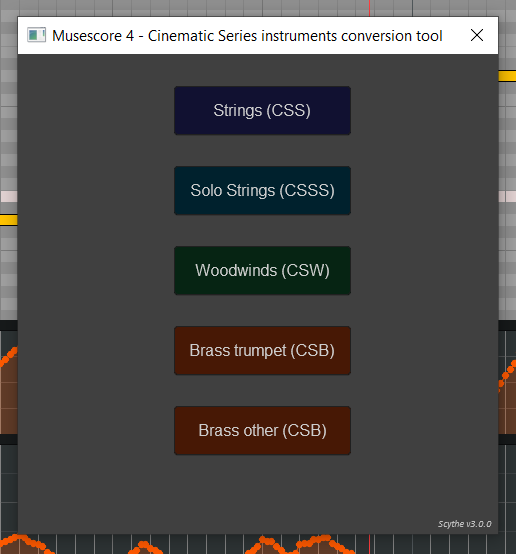 Musescore 4 - Cinematic Series instruments conversion tool
Strings (CSS)
Solo Strings (CSSS)
Woodwinds (CSW)
Brass trumpet (CSB)
Brass other (CSB)
Scythe v3.0.0